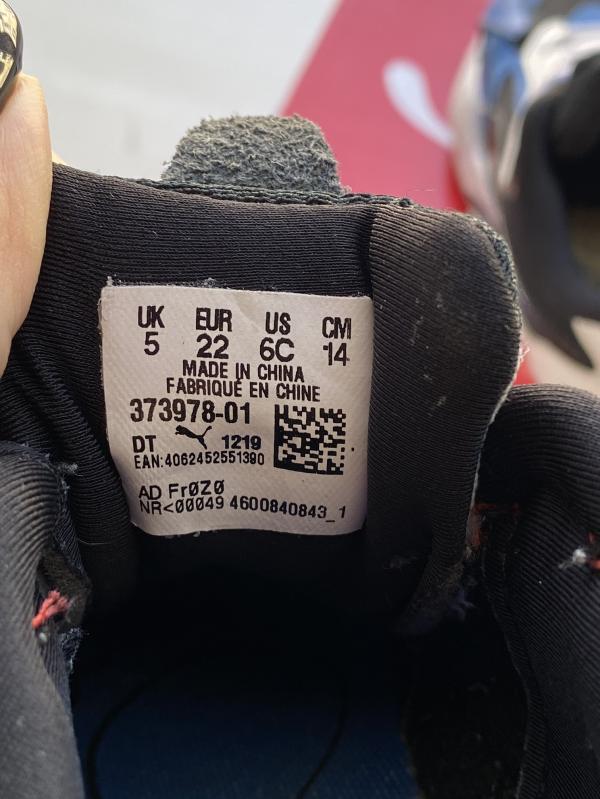 UK EUR US CM
5 22 6C 14
MADE IN CHINA
FABRIQUÉ EN CHINE
373978-01
DT 1219
EAN:4062452551390
AD FrØZØ
NR<00049 4600840843_1